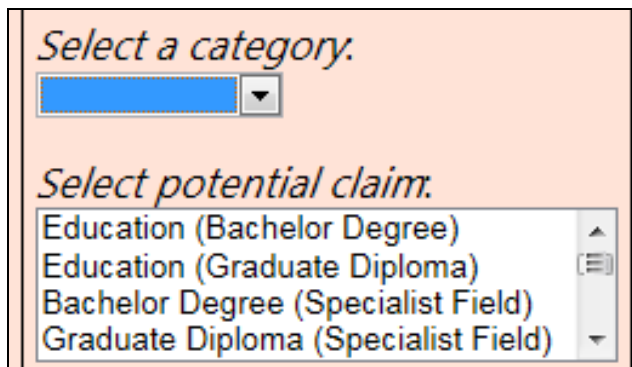 Select a category:
Select potential claim:
Education (Bachelor Degree)
Education (Graduate Diploma)
Bachelor Degree (Specialist Field)
Graduate Diploma (Specialist Field)